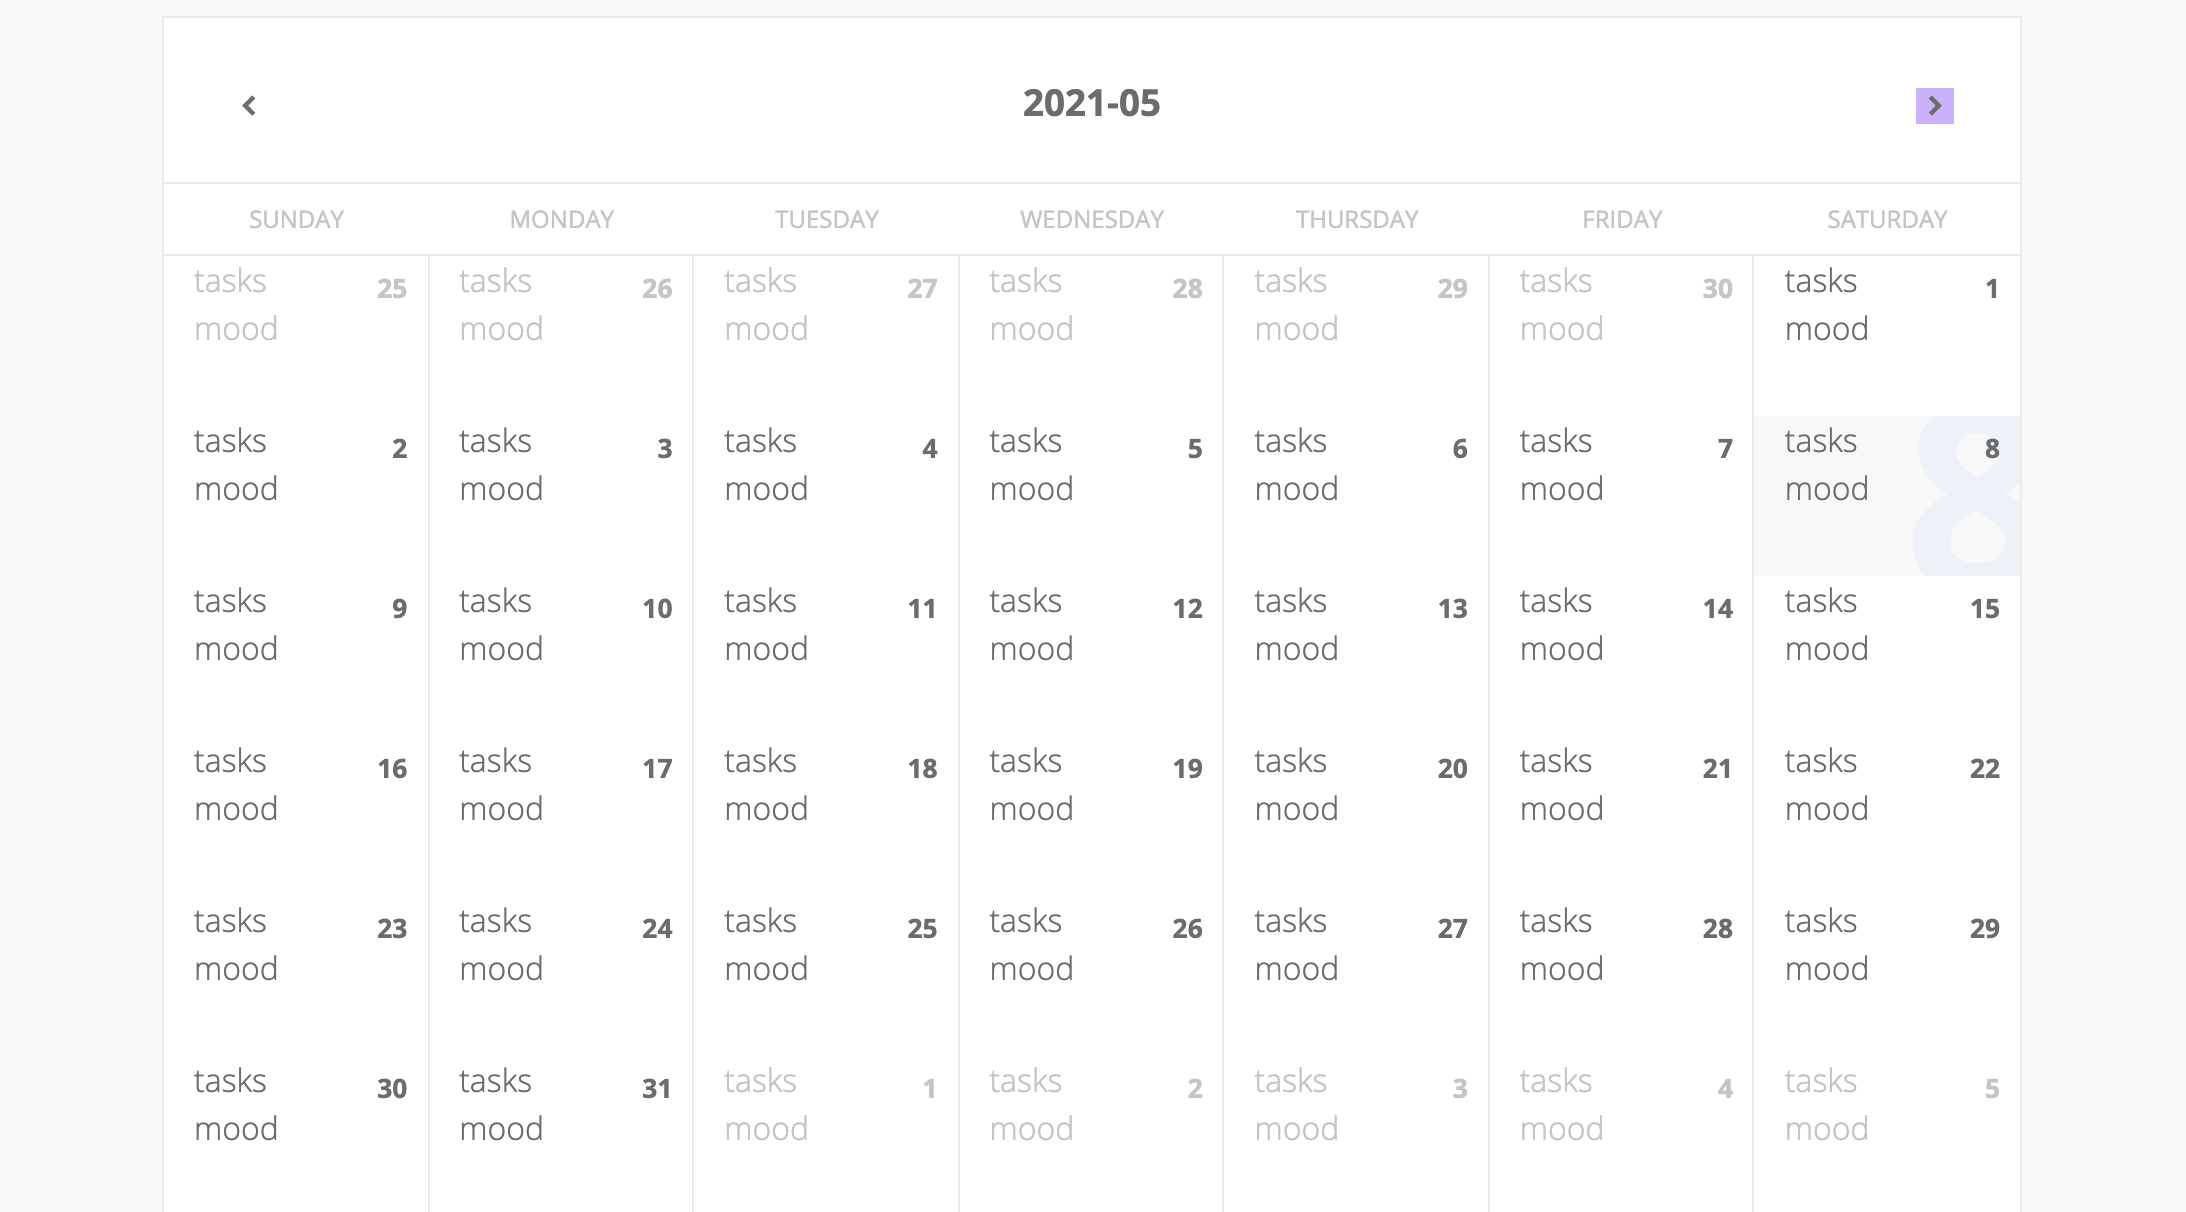 2021-05
SUNDAY MONDAY TUESDAY WEDNESDAY THURSDAY FRIDAY SATURDAY
tasks 25 tasks 26 tasks 27 tasks 28 tasks 29 tasks 30 tasks 1
mood mood mood mood mood mood mood
tasks 2 tasks 3 tasks 4 tasks 5 tasks 6 tasks 7 tasks 8 8
mood mood mood mood mood mood mood
tasks 9 tasks 10 tasks 11 tasks 12 tasks 13 tasks 14 tasks 15
mood mood mood mood mood mood mood
tasks 16 tasks 17 tasks 18 tasks 19 tasks 20 tasks 21 tasks 22
mood mood mood mood mood mood mood
tasks 23 tasks 24 tasks 25 tasks 26 tasks 27 tasks 28 tasks 29
mood mood mood mood mood mood mood
tasks 30 tasks 31 tasks 1 tasks 2 tasks 3 tasks 4 tasks 5
mood mood mood mood mood mood mood